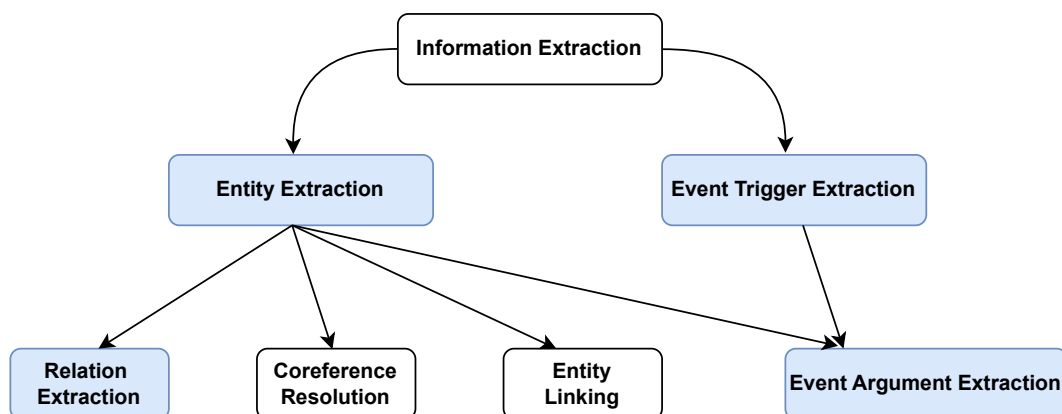 Information Extraction
Entity Extraction
Event Trigger Extraction
Relation
Extraction
Coreference
Resolution
Entity
Linking
Event Argument Extraction